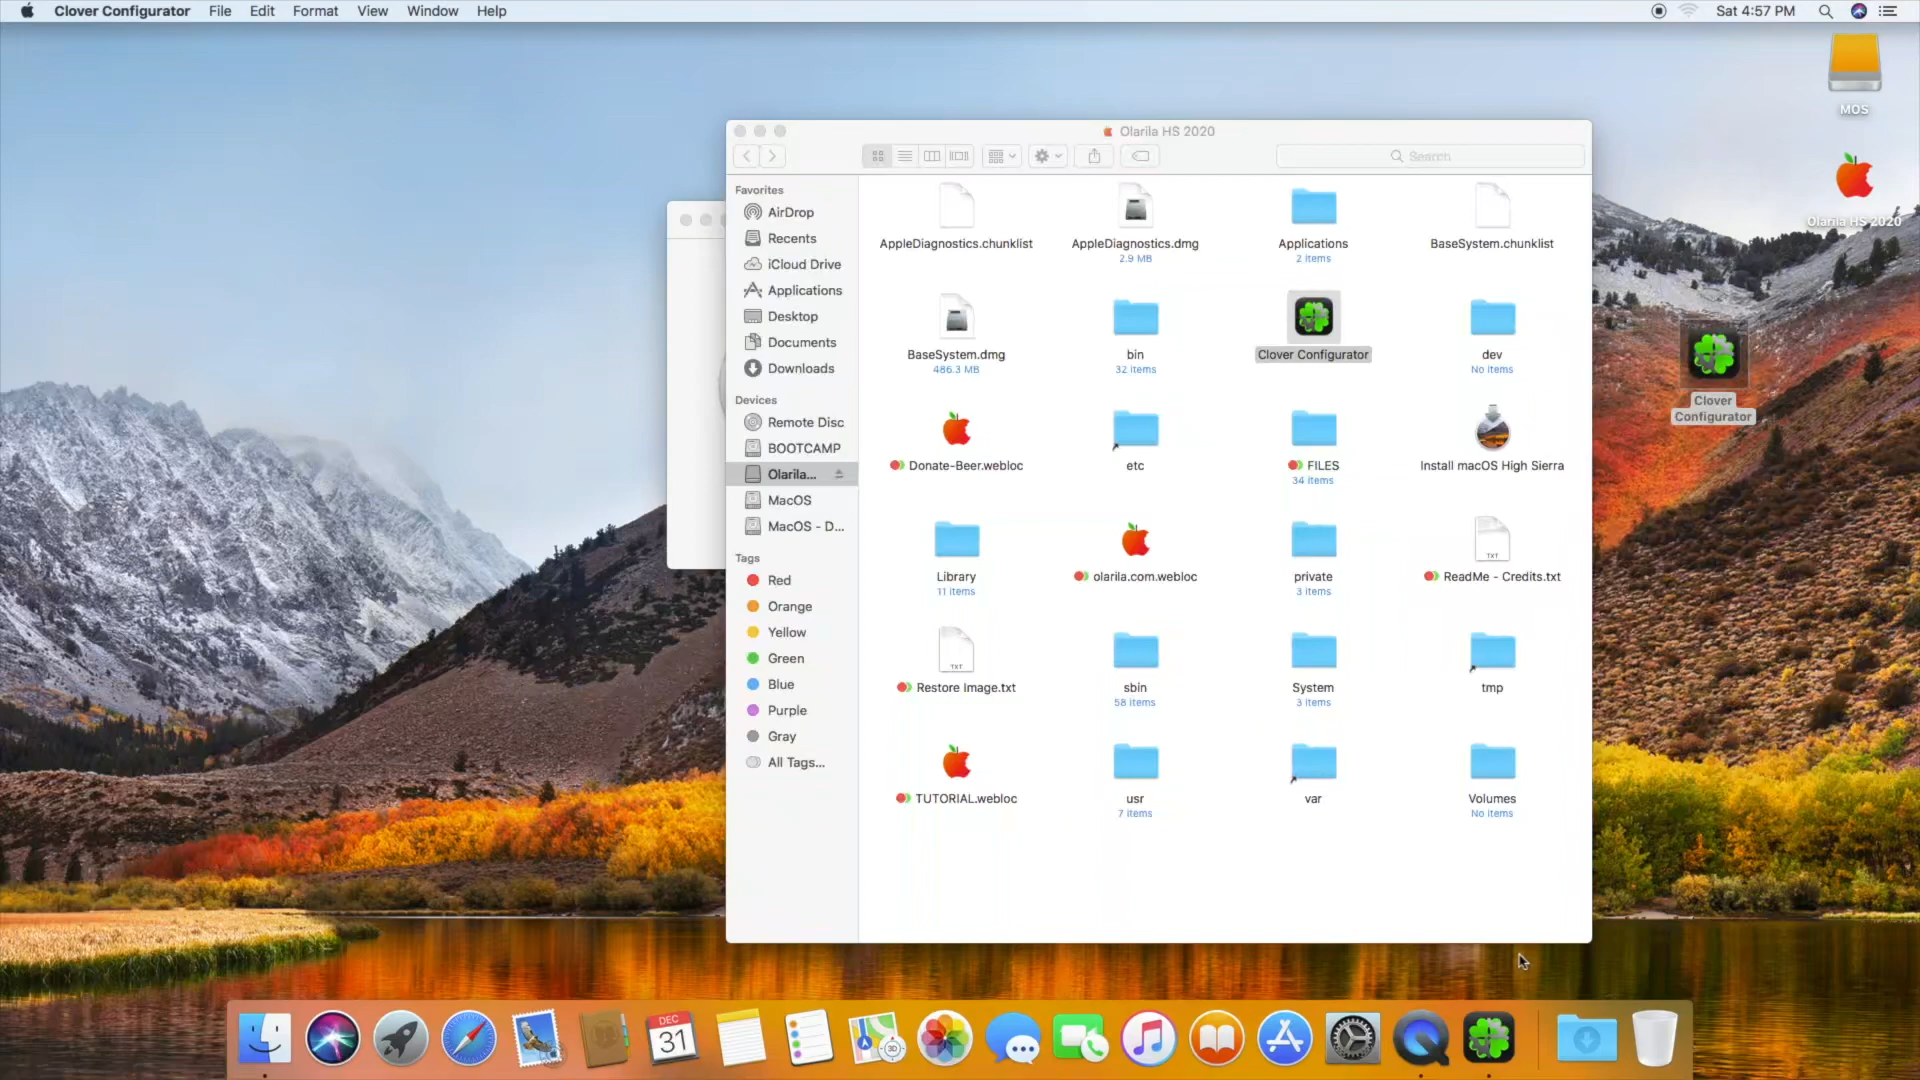 Clover Configurator File Edit Format View Window Help
Sat 4:57 PM
MOS
Olarila HS 2020
Clover
Configurator
Olarila HS 2020
Search
Favorites
AirDrop
Recents
iCloud Drive
Applications
Desktop
Documents
Downloads
Devices
Remote Disc
BOOTCAMP
Olarila...
MacOS
MacOS - D...
Tags
Red
Orange
Yellow
Green
Blue
Purple
Gray
All Tags...
AppleDiagnostics.chunklist
AppleDiagnostics.dmg
2.9 MB
Applications
2 items
BaseSystem.chunklist
BaseSystem.dmg
486.3 MB
bin
32 items
Clover Configurator
dev
No items
Donate-Beer.webloc
etc
FILES
34 items
Install macOS High Sierra
Library
11 items
olarila.com.webloc
private
3 items
TXT
ReadMe - Credits.txt
TXT
Restore Image.txt
sbin
58 items
System
3 items
tmp
TUTORIAL.webloc
usr
7 items
var
Volumes
No items
DEC
31
3D